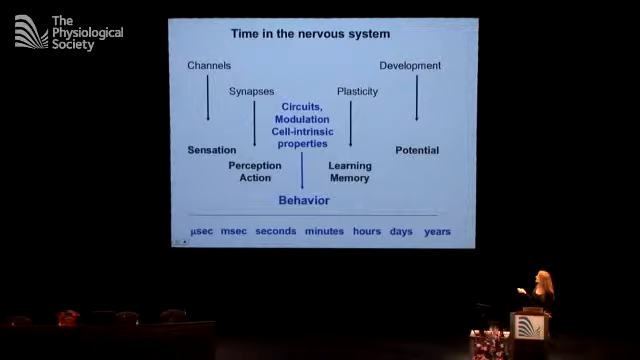 The
Physiological
Society
Time in the nervous system
Channels
Development
Synapses
Plasticity
Circuits,
Modulation
Cell-intrinsic
properties
Sensation
Potential
Perception
Action
Learning
Memory
Behavior
μsec msec seconds minutes hours days years